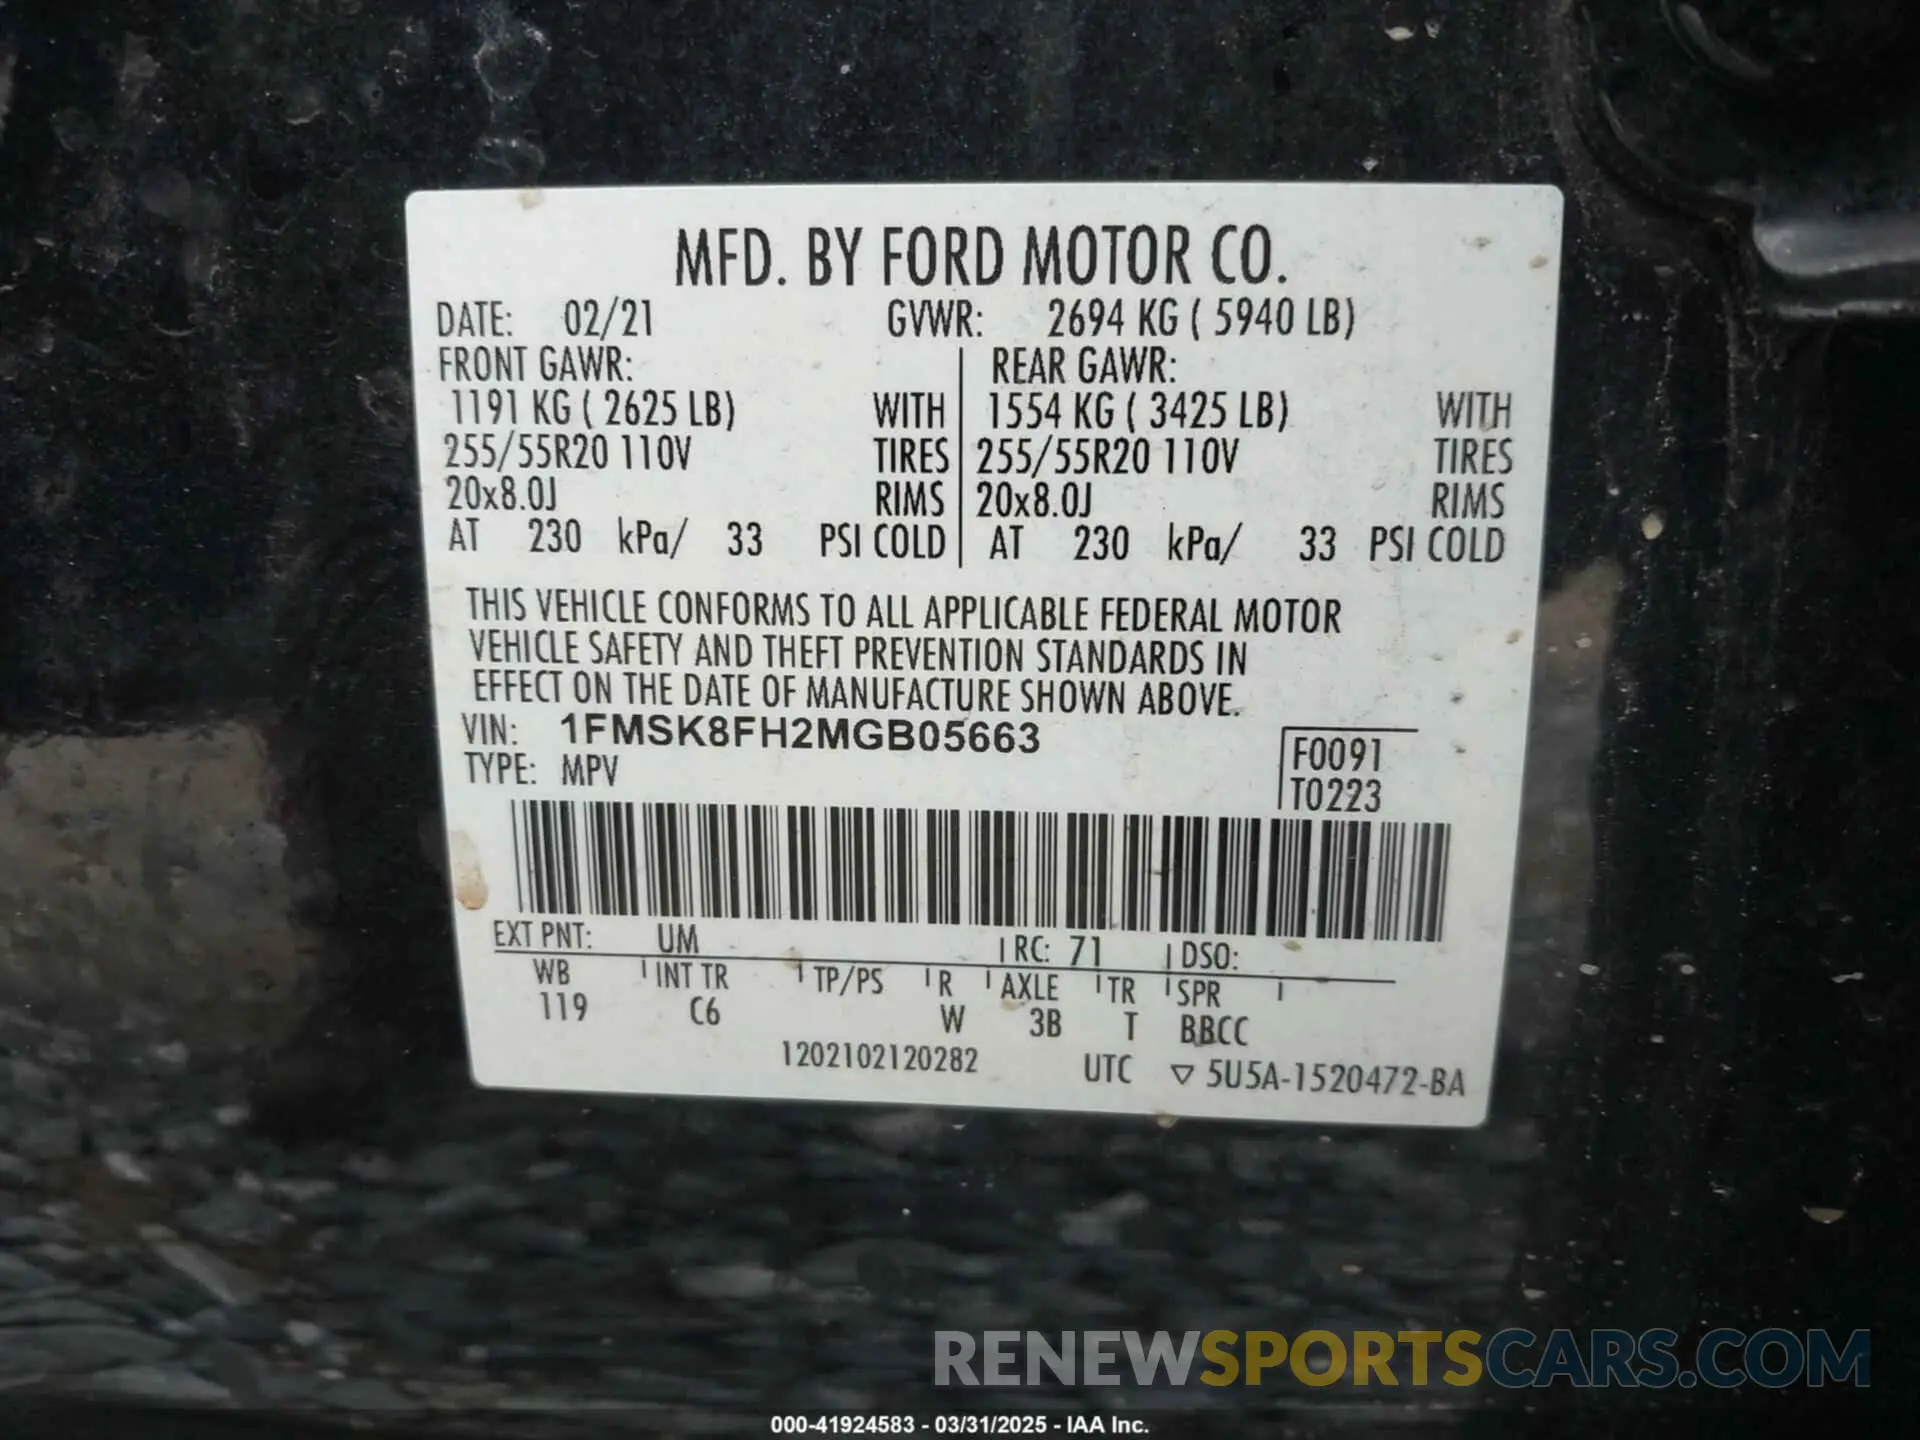 MFD. BY FORD MOTOR CO.
DATE: 02/21 GVWR: 2694 KG ( 5940 LB)
FRONT GAWR: REAR GAWR:
1191 KG ( 2625 LB) WITH 1554 KG ( 3425 LB) WITH
255/55R20 110V TIRES 255/55R20 110V TIRES
20x8.0J RIMS 20x8.0J RIMS
AT 230 kPa/ 33 PSI COLD AT 230 kPa/ 33 PSI COLD
THIS VEHICLE CONFORMS TO ALL APPLICABLE FEDERAL MOTOR
VEHICLE SAFETY AND THEFT PREVENTION STANDARDS IN
EFFECT ON THE DATE OF MANUFACTURE SHOWN ABOVE.
VIN: 1FMSK8FH2MGB05663
TYPE: MPV
F0091
T0223
EXT PNT: UM RC: 71 DSO:
WB INT TR TP/PS R AXLE TR SPR
119 C6 W 3B T BBCC
1202102120282 UTC ▽ 5U5A-1520472-BA
RENEWSPORTSCARS.COM
000-41924583 - 03/31/2025 - IAA Inc.